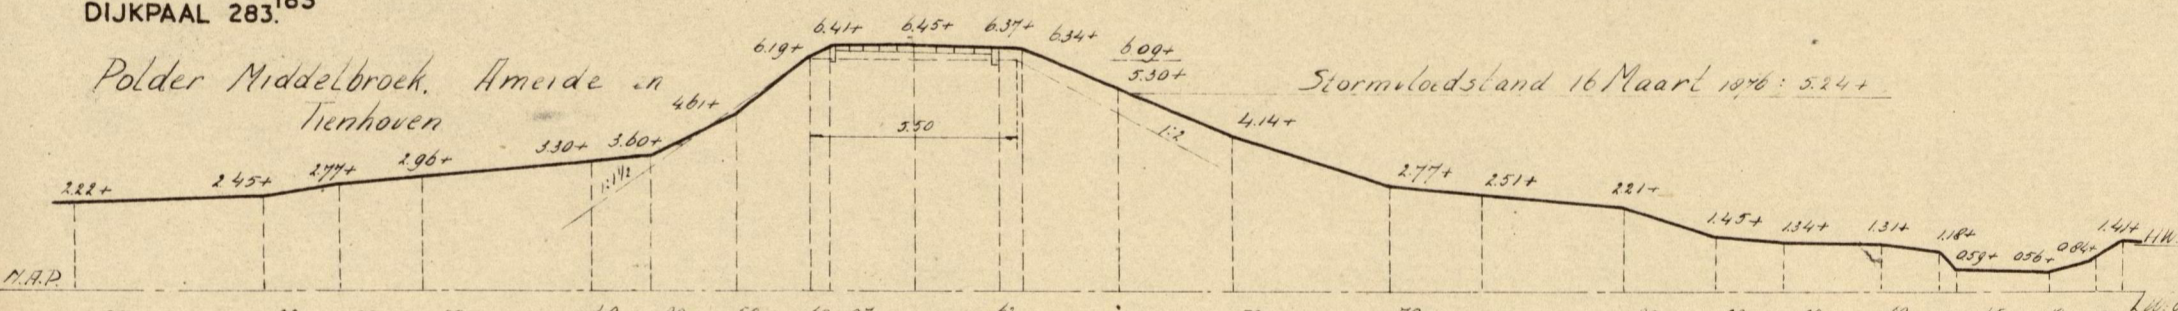 DIJKPAAL 283.
Polder Middelbroek. Ameide en
Tienhoven
Stormvloedstand 16 Maart 1876: 5.24+
2.22+ 2.45+ 2.77+ 2.96+ 3.30+ 3.60+ 4.61+ 6.19+ 6.41+ 6.45+ 6.37+ 6.34+ 6.09+
5.30+
4.14+ 2.77+ 2.51+ 2.21+ 1.45+ 1.34+ 1.31+ 1.18+ 0.59+ 0.56+ 0.84+ 1.41+ H.W.
1:1½
5.50
1:2
N.A.P.